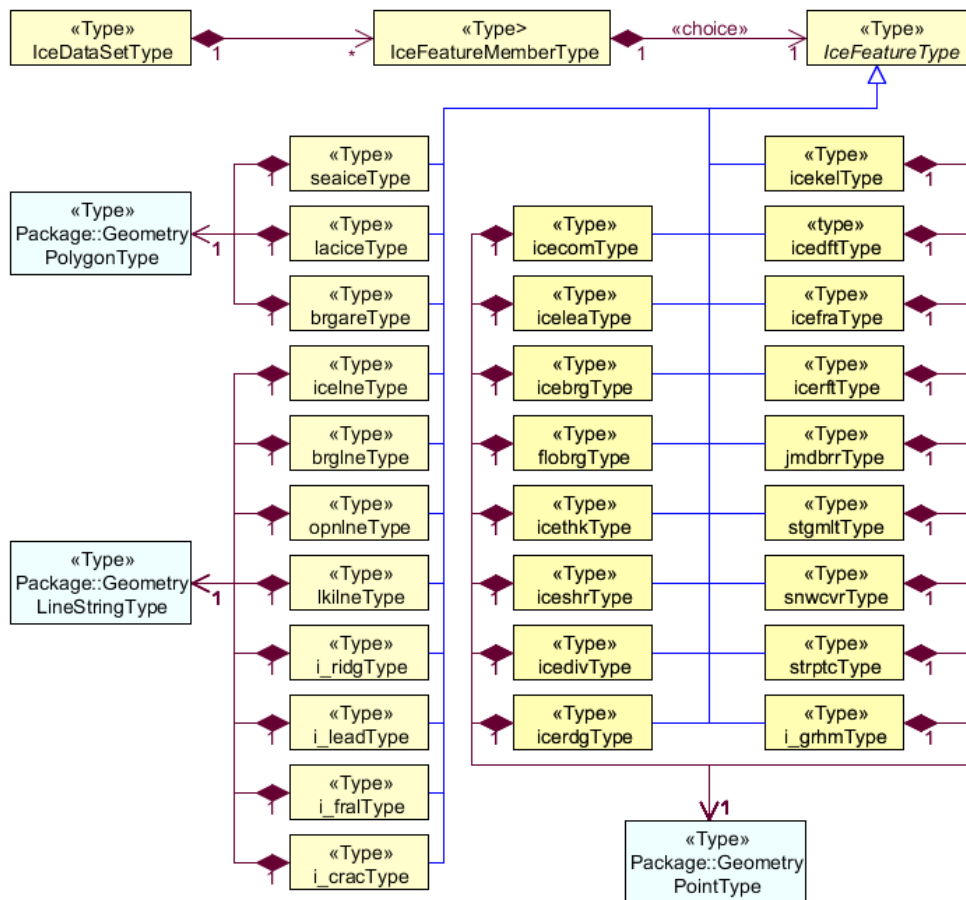 «Type»
IceDataSetType
1
*
«Type>
IceFeatureMemberType
1
«choice»
1
«Type»
IceFeatureType
«Type»
seaiceType
1
«Type»
icekelType
1
«Type»
Package::Geometry
PolygonType
1
«Type»
laciceType
1
«Type»
icecomType
1
«type»
icedftType
1
«Type»
brgareType
1
«Type»
iceleaType
1
«Type»
icefraType
1
«Type»
icelneType
1
«Type»
icebrgType
1
«Type»
icerftType
1
«Type»
brglneType
1
«Type»
flobrgType
1
«Type»
jmdbrrType
1
«Type»
opnlneType
1
«Type»
icethkType
1
«Type»
stgmltType
1
«Type»
Package::Geometry
LineStringType
1
«Type»
lkilneType
1
«Type»
iceshrType
1
«Type»
snwcvrType
1
«Type»
i_ridgType
1
«Type»
icedivType
1
«Type»
strptcType
1
«Type»
i_leadType
1
«Type»
icerdgType
1
«Type»
i_grhmType
1
«Type»
i_fralType
1
1
«Type»
i_cracType
1
«Type»
Package::Geometry
PointType